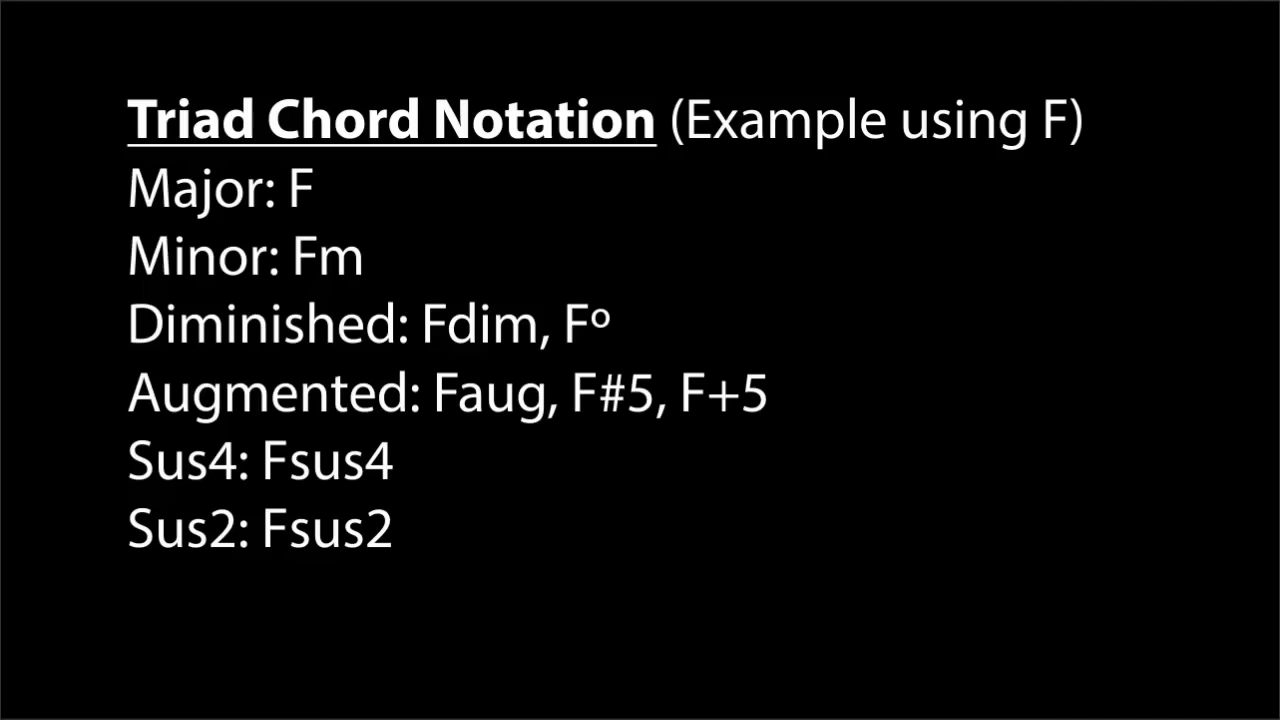 Triad Chord Notation (Example using F)
Major: F
Minor: Fm
Diminished: Fdim, Fº
Augmented: Faug, F#5, F+5
Sus4: Fsus4
Sus2: Fsus2